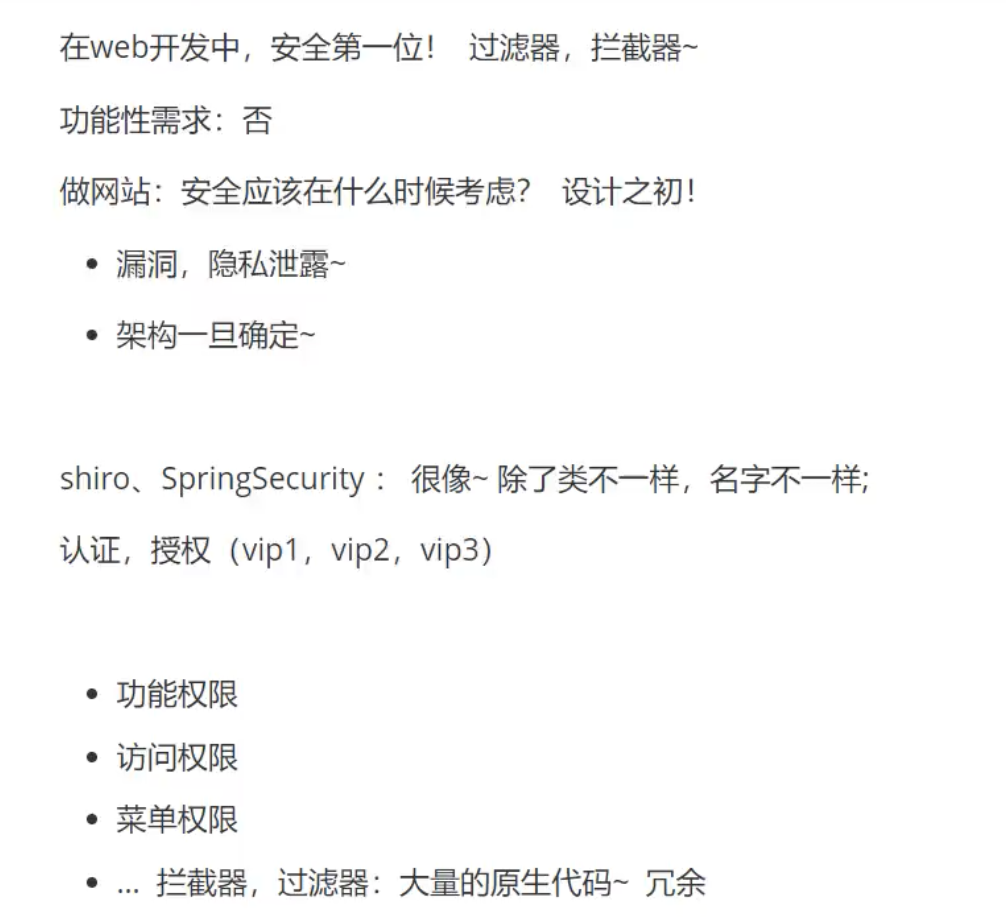 在web开发中，安全第一位！ 过滤器，拦截器~
功能性需求：否
做网站：安全应该在什么时候考虑？ 设计之初！
• 漏洞，隐私泄露~
• 架构一旦确定~
shiro、SpringSecurity ： 很像~ 除了类不一样，名字不一样;
认证，授权（vip1，vip2，vip3）
• 功能权限
• 访问权限
• 菜单权限
• ... 拦截器，过滤器：大量的原生代码~ 冗余